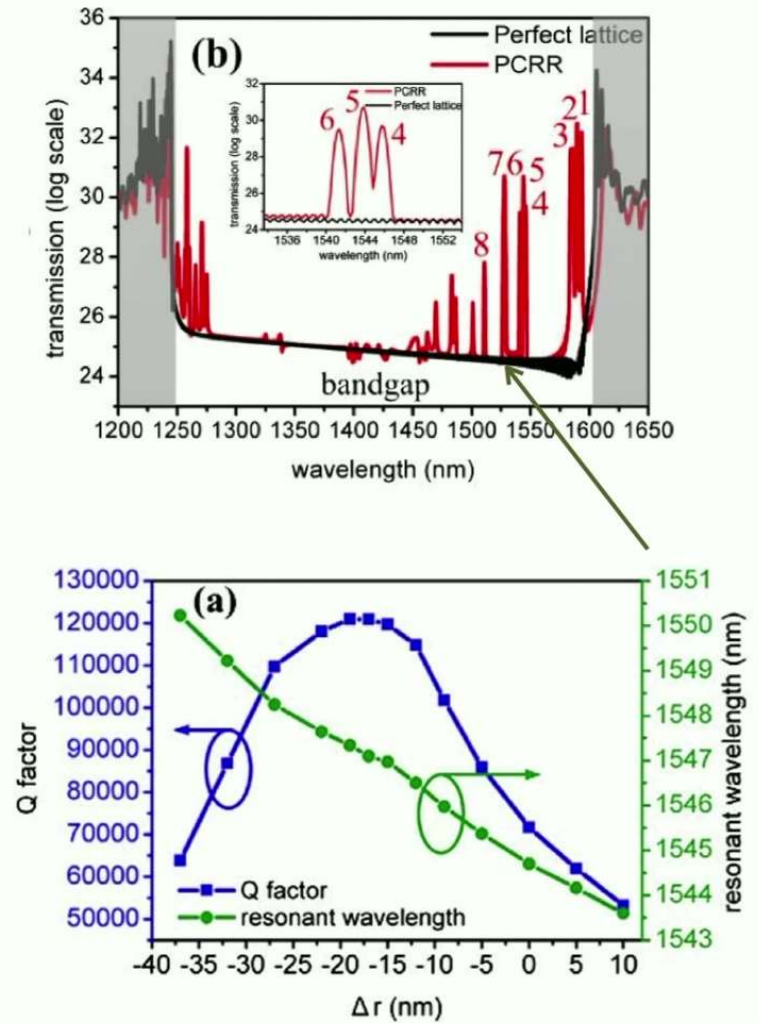 (b)
Perfect lattice
PCRR
transmission (log scale)
36
34
32
30
28
26
24
PCRR
Perfect lattice
transmission (log scale)
32
30
28
26
24
6
5
4
1536 1540 1544 1548 1552
wavelength (nm)
8
7 6 5
4
3
2 1
bandgap
1200 1250 1300 1350 1400 1450 1500 1550 1600 1650
wavelength (nm)
(a)
Q factor
130000
120000
110000
100000
90000
80000
70000
60000
50000
1551
1550
1549
1548
1547
1546
1545
1544
1543
resonant wavelength (nm)
Q factor
resonant wavelength
-40 -35 -30 -25 -20 -15 -10 -5 0 5 10
Δ r (nm)